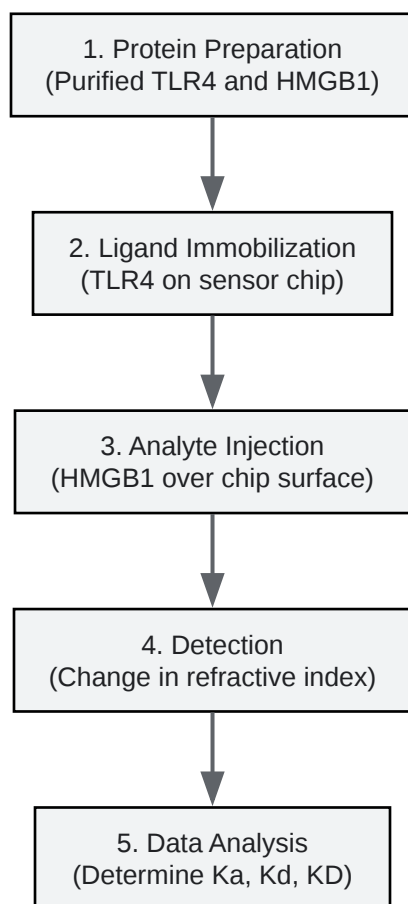 1. Protein Preparation
(Purified TLR4 and HMGB1)
2. Ligand Immobilization
(TLR4 on sensor chip)
3. Analyte Injection
(HMGB1 over chip surface)
4. Detection
(Change in refractive index)
5. Data Analysis
(Determine Ka, Kd, KD)